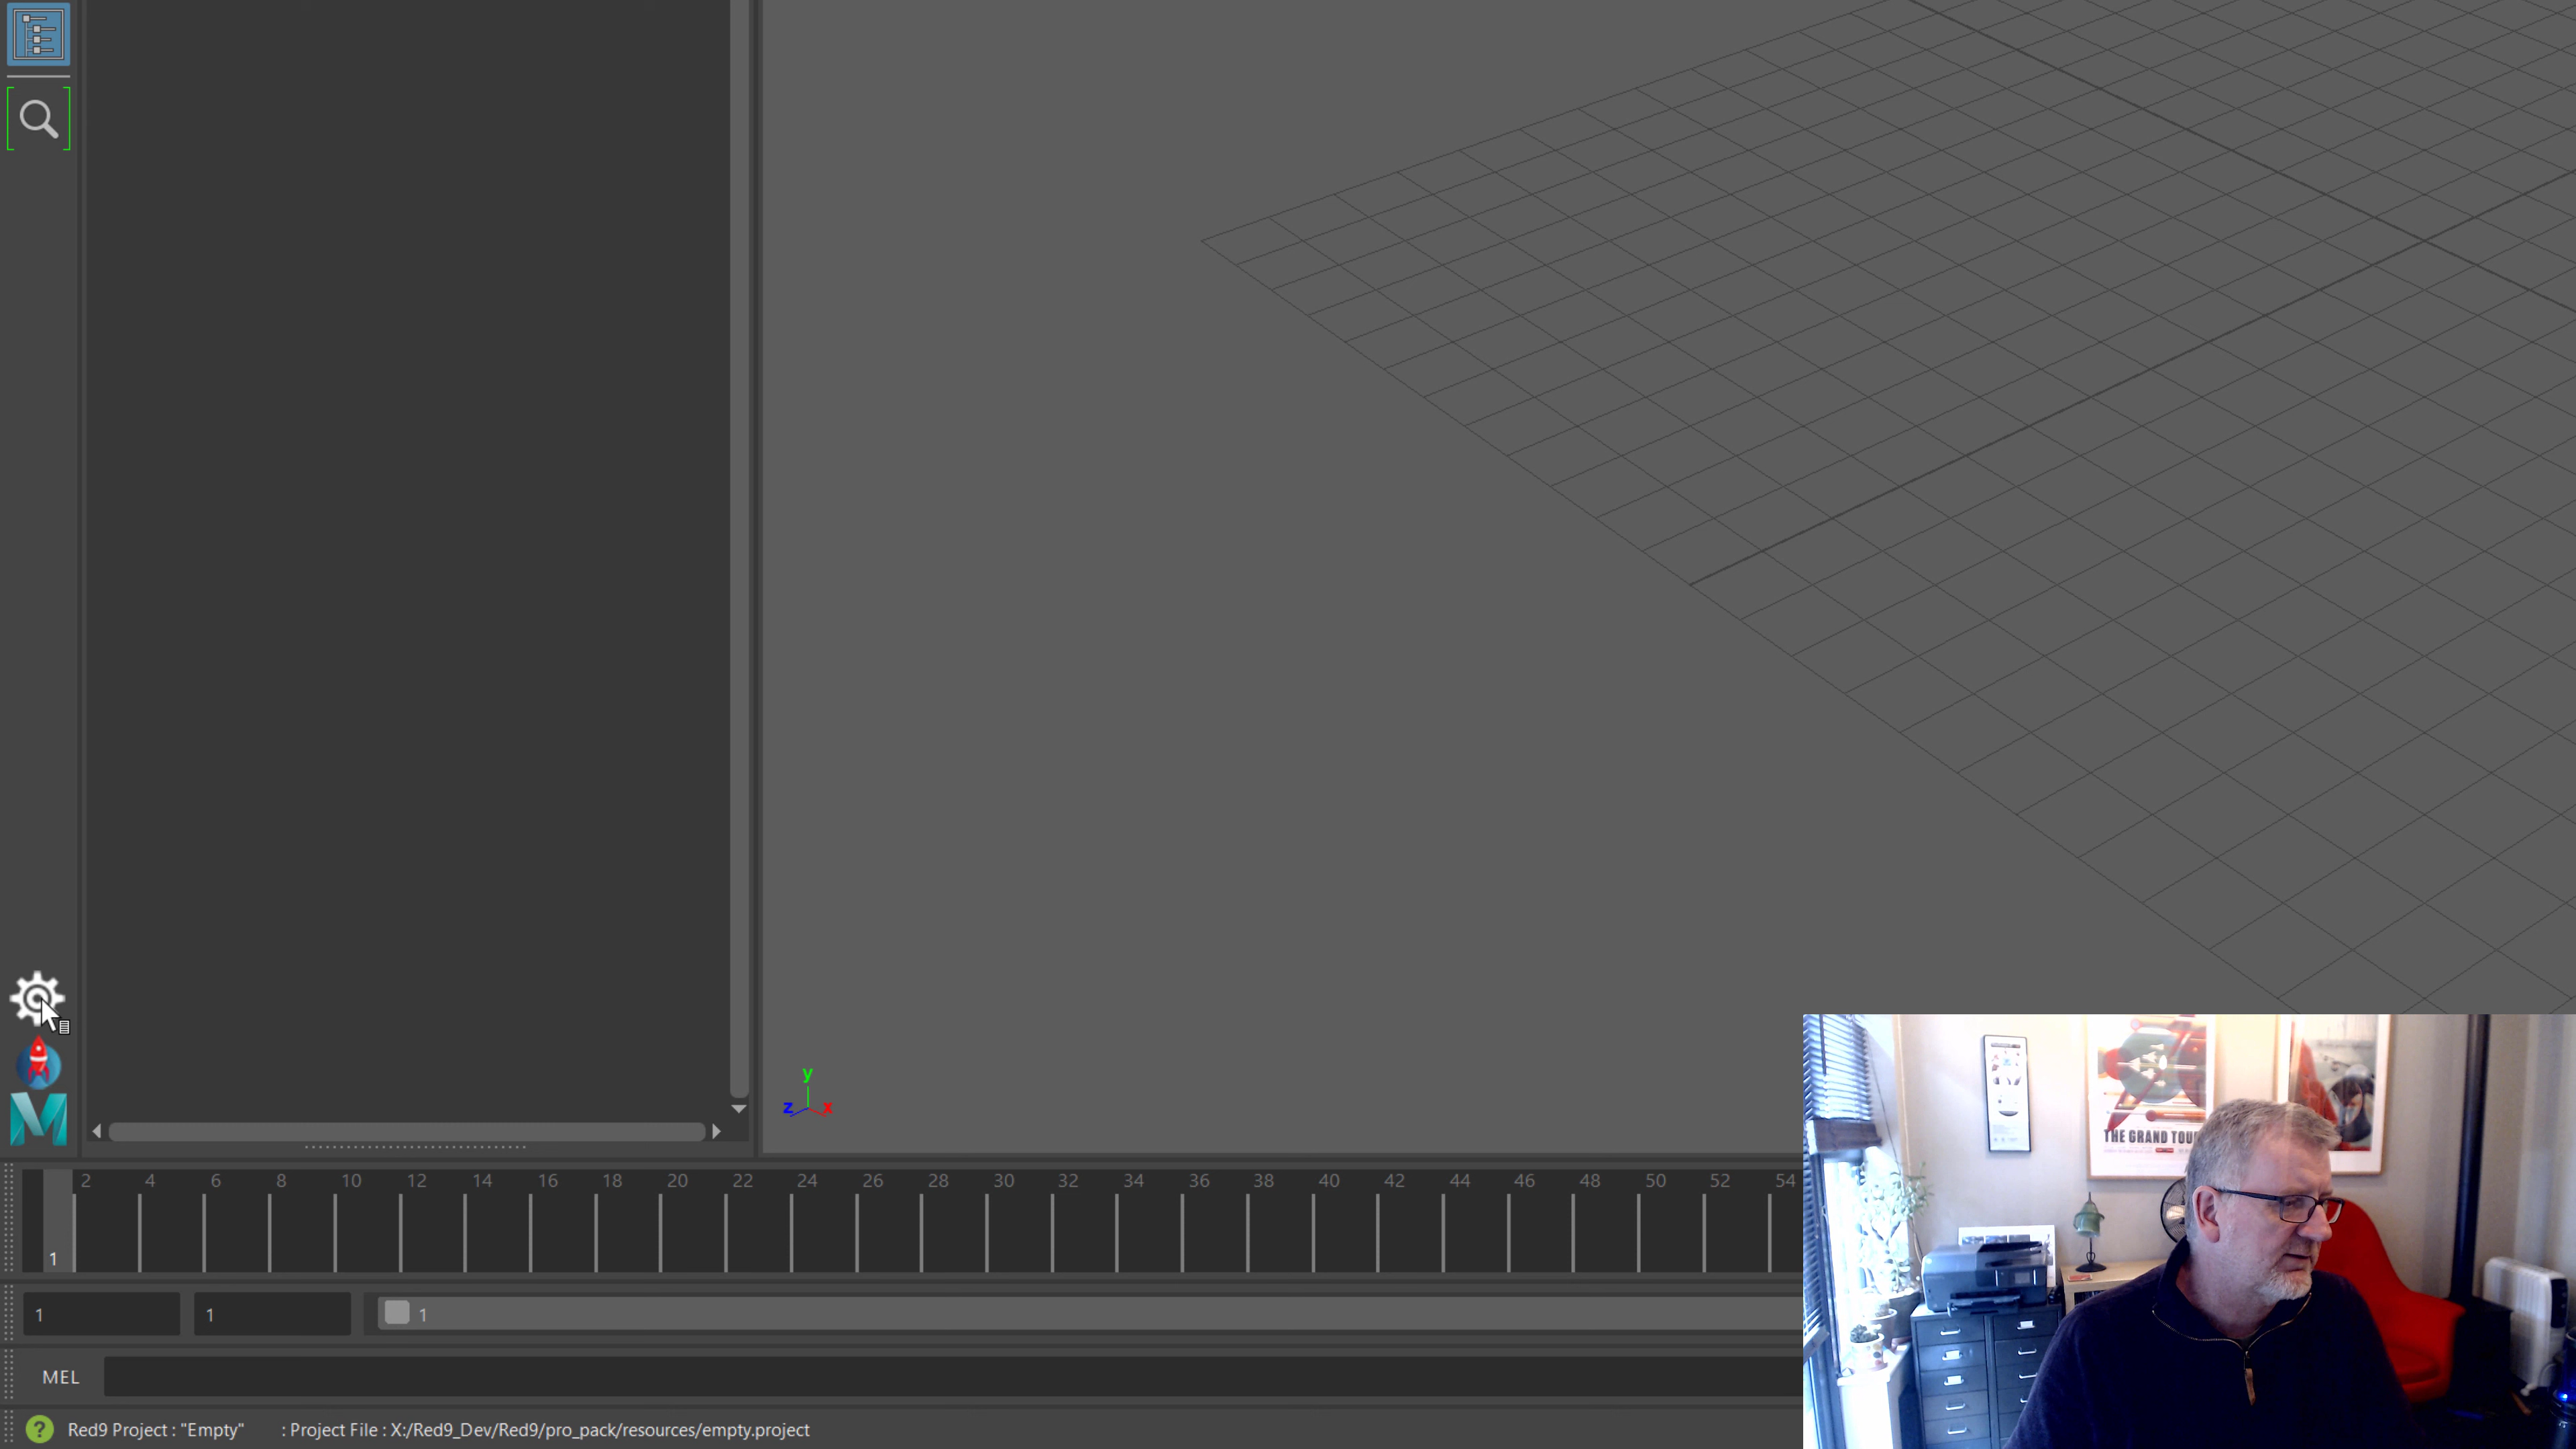 y
z x
2 4 6 8 10 12 14 16 18 20 22 24 26 28 30 32 34 36 38 40 42 44 46 48 50 52 54
1
1 1 1
MEL
? Red9 Project : "Empty" : Project File : X:/Red9_Dev/Red9/pro_pack/resources/empty.project
THE GRAND TOU